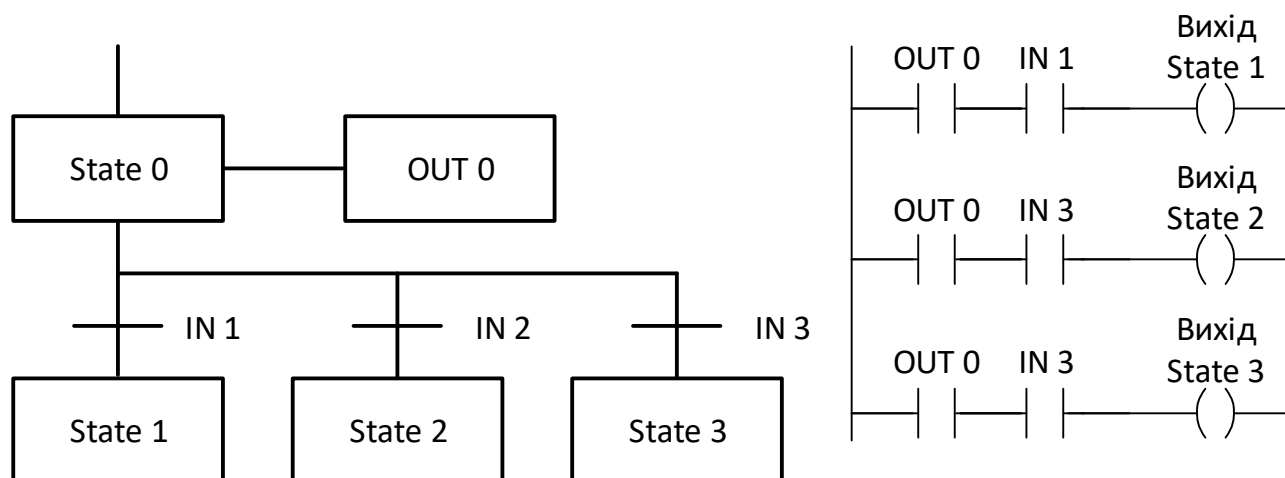 State 0
OUT 0
IN 1
IN 2
IN 3
State 1
State 2
State 3
OUT 0
IN 1
Вихід
State 1
OUT 0
IN 3
Вихід
State 2
OUT 0
IN 3
Вихід
State 3